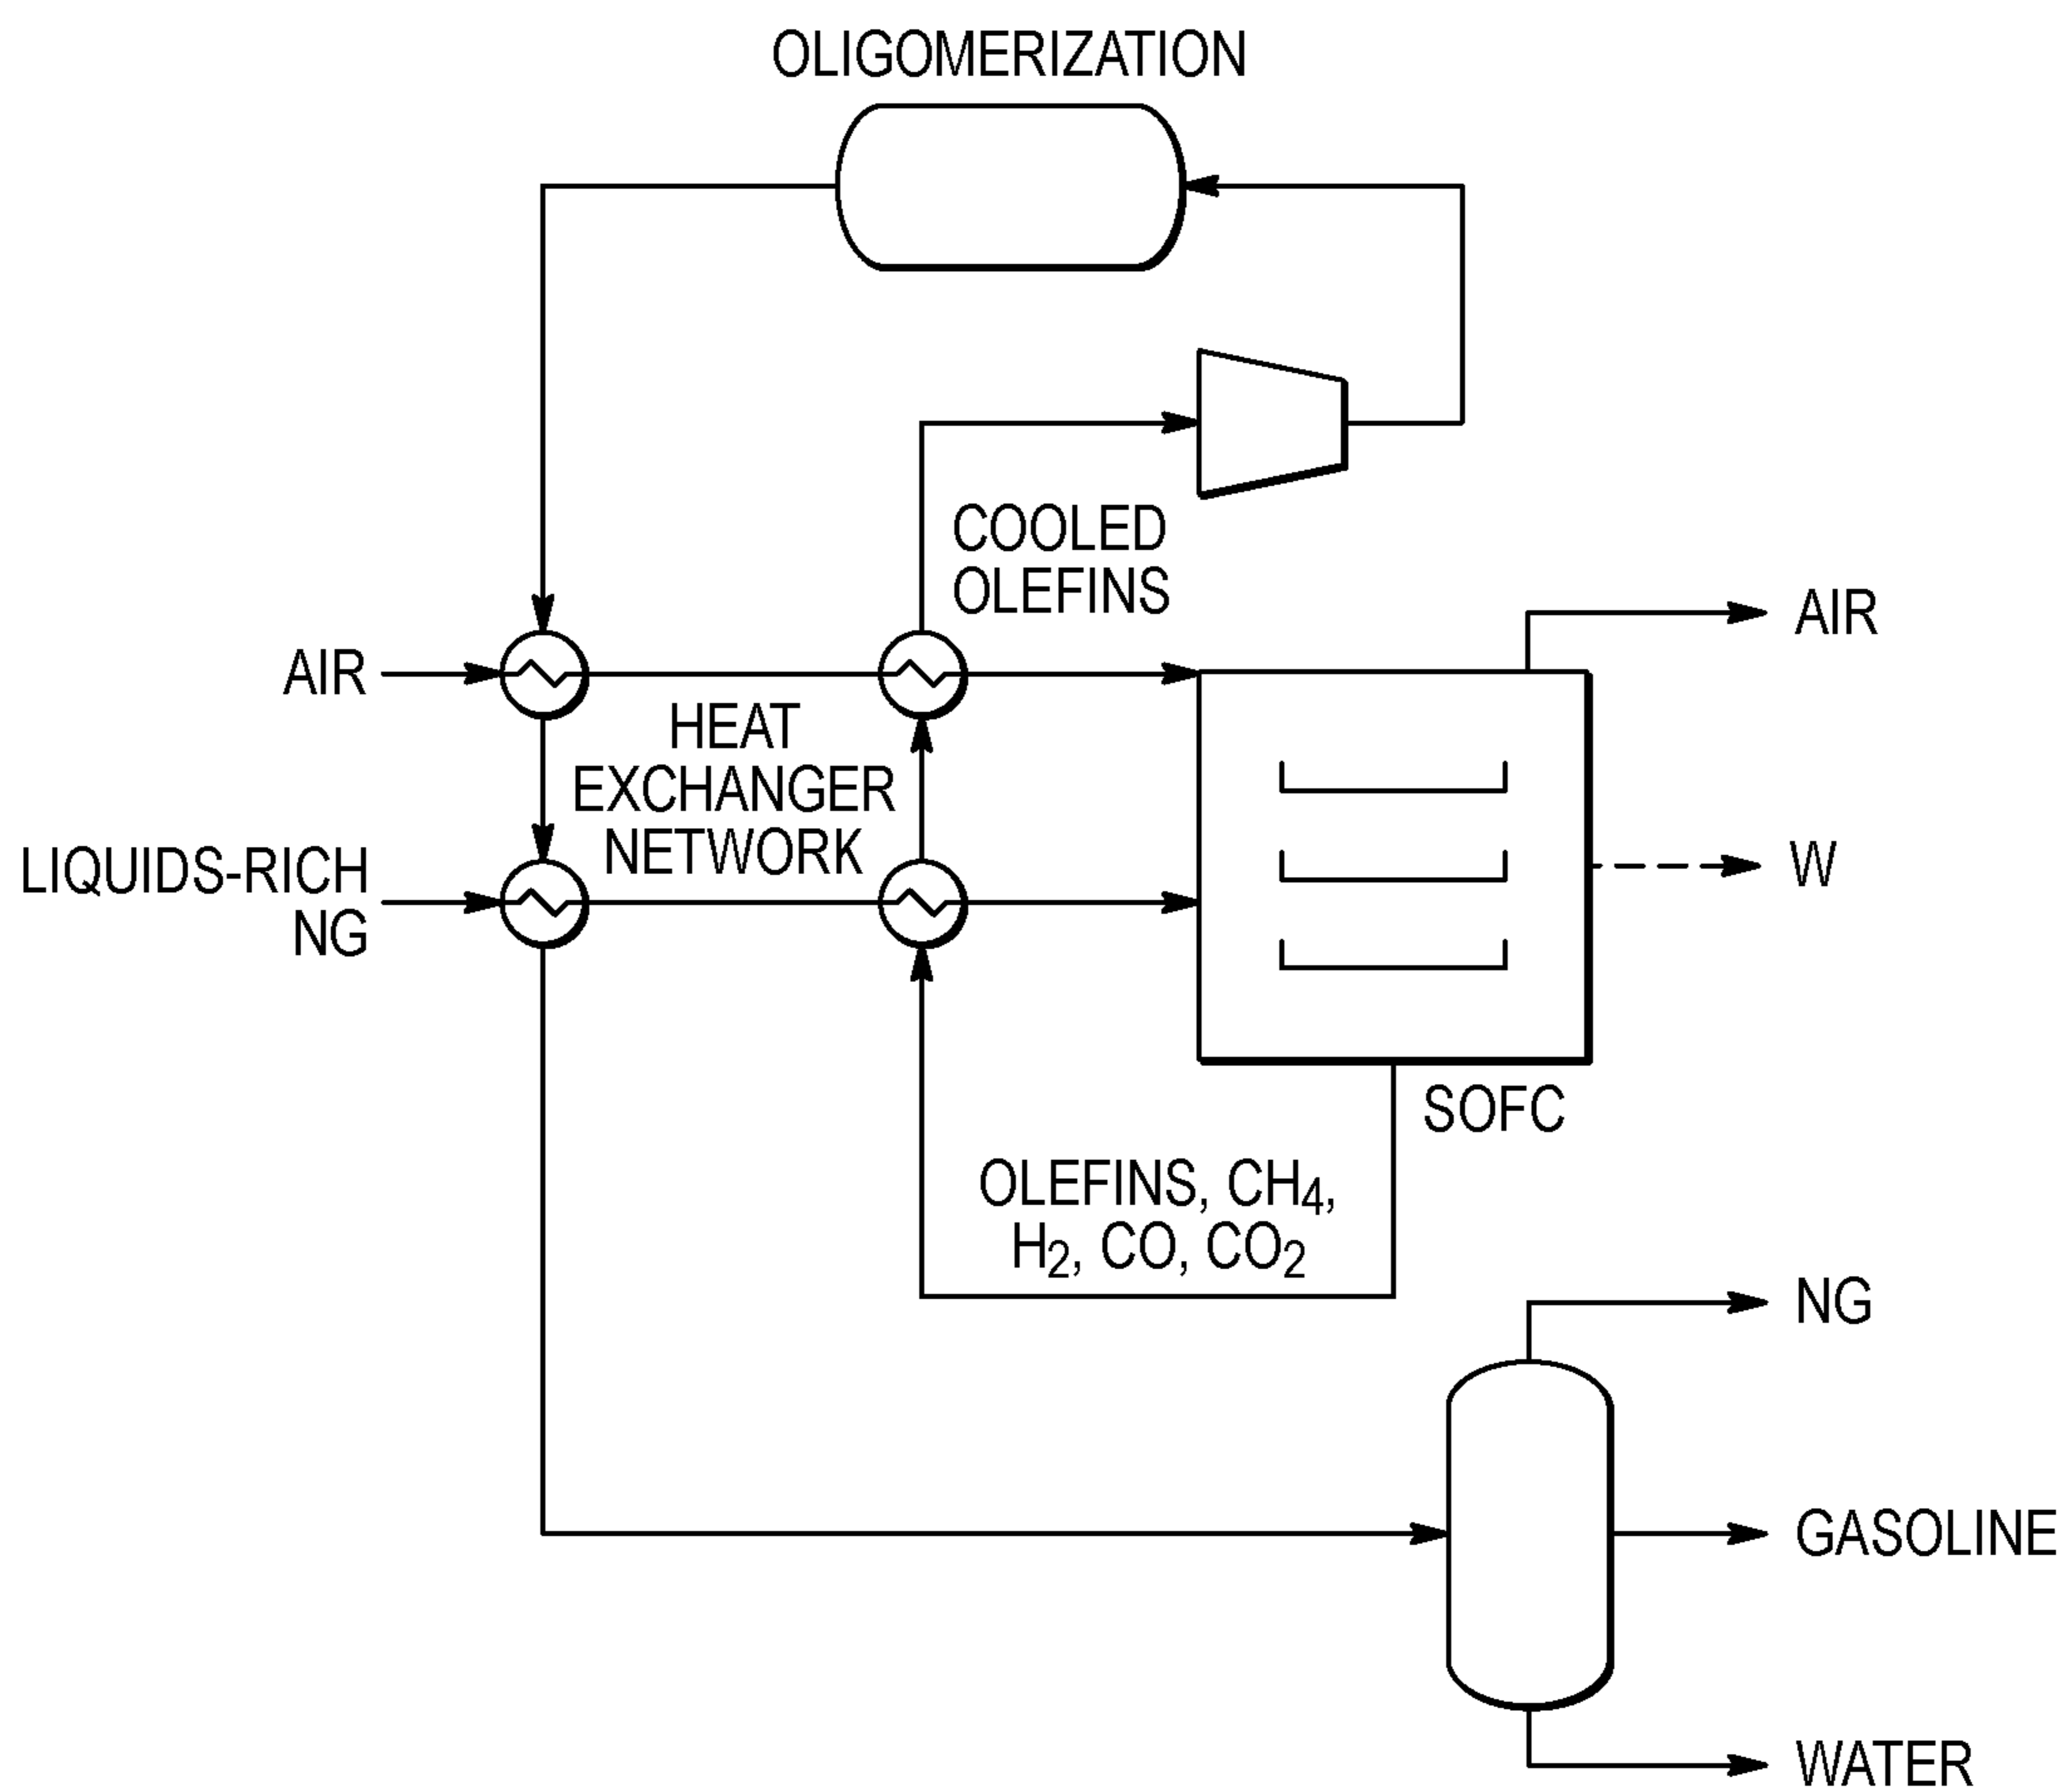 OLIGOMERIZATION
COOLED
OLEFINS
AIR
AIR
HEAT
EXCHANGER
NETWORK
LIQUIDS-RICH
NG
W
SOFC
OLEFINS, CH₄,
H₂, CO, CO₂
NG
GASOLINE
WATER